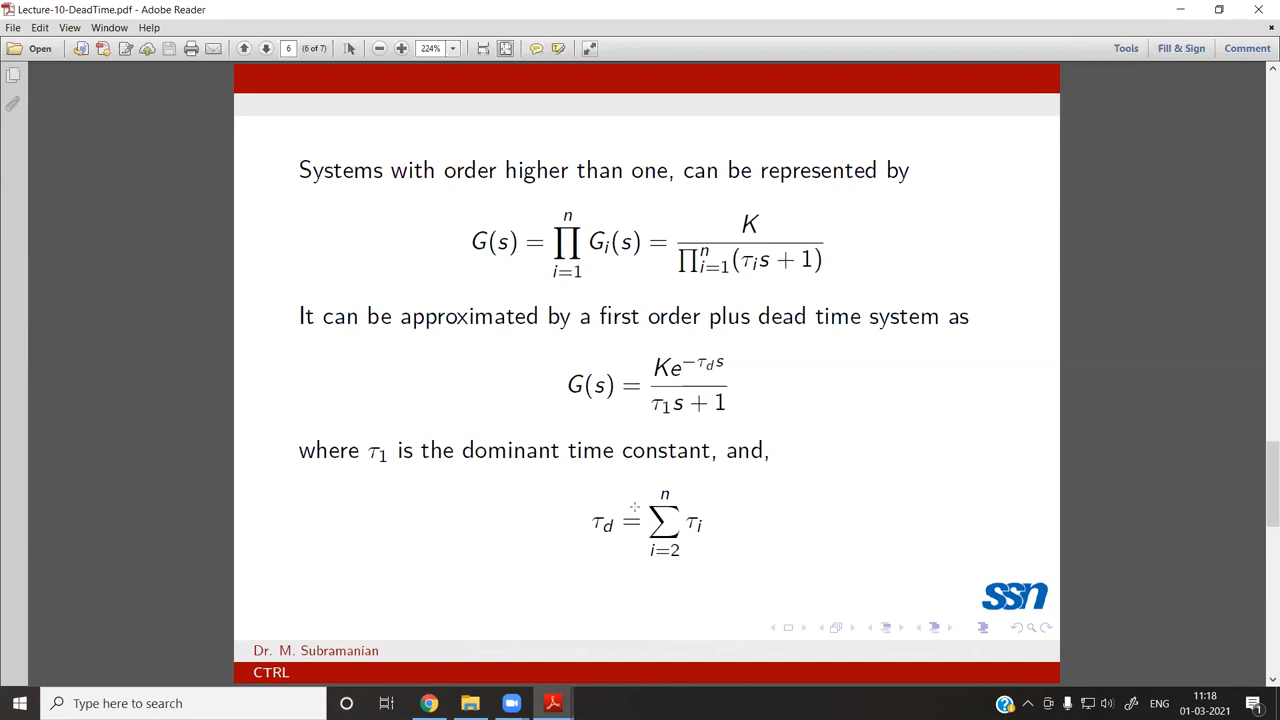 Lecture-10-DeadTime.pdf - Adobe Reader
File Edit View Window Help
Open 6 (6 of 7) 224% Tools Fill & Sign Comment
Systems with order higher than one, can be represented by
G(s) = ∏_{i=1}^{n} G_i(s) = K / ∏_{i=1}^{n}(τ_i s + 1)
It can be approximated by a first order plus dead time system as
G(s) = Ke^{−τ_d s} / τ_1 s + 1
where τ_1 is the dominant time constant, and,
τ_d = ∑_{i=2}^{n} τ_i
ssn
Dr. M. Subramanian
CTRL
Type here to search
ENG
11:18
01-03-2021
1